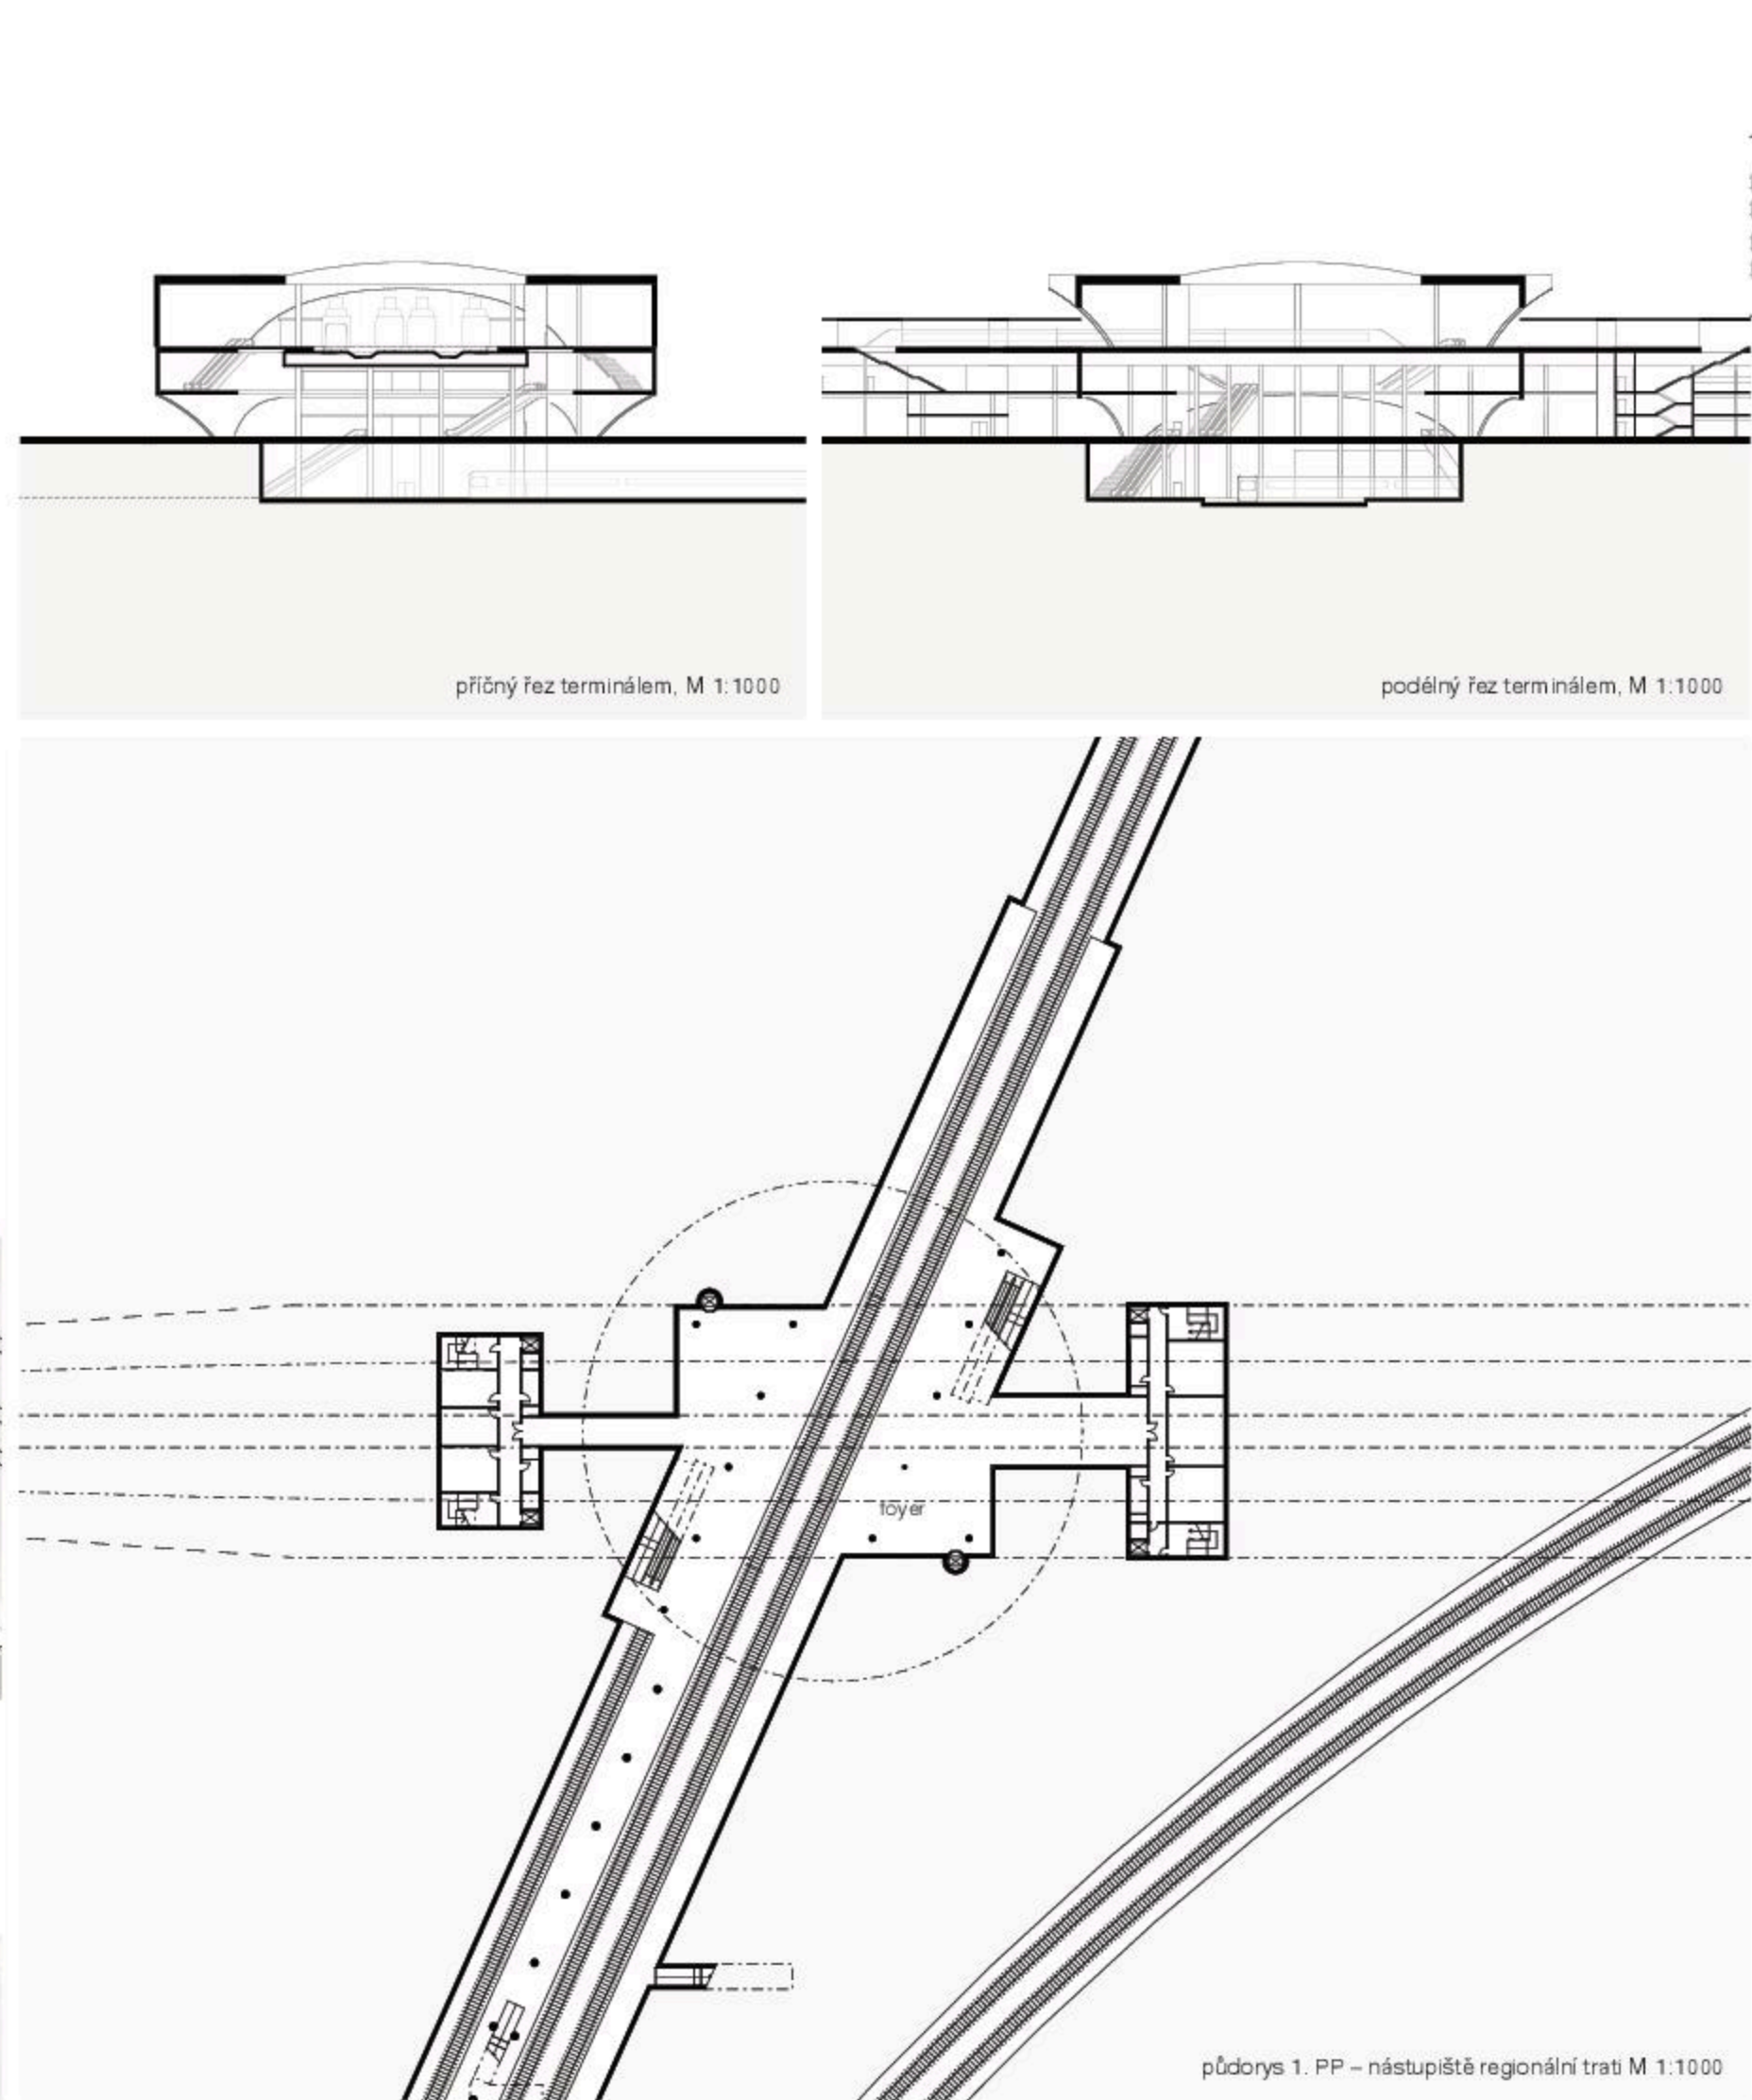 příčný řez terminálem, M 1:1000
podélný řez terminálem, M 1:1000
foyer
půdorys 1. PP – nástupiště regionální trati M 1:1000